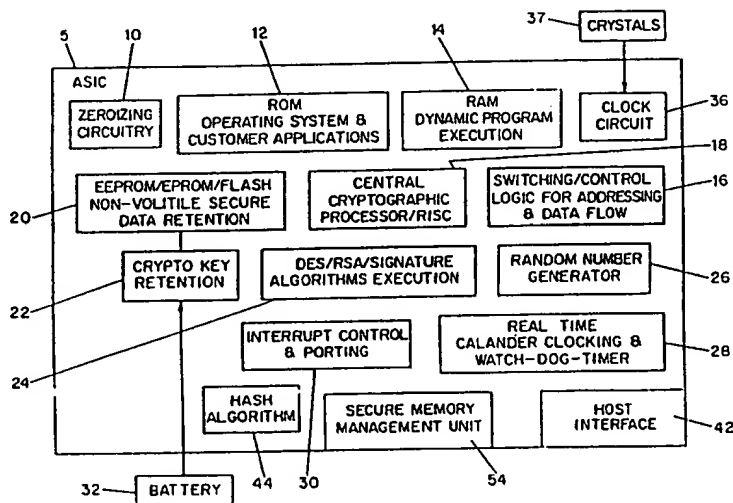 37
CRYSTALS
5
10
12
14
ASIC
ZEROIZING
CIRCUITRY
ROM
OPERATING SYSTEM &
CUSTOMER APPLICATIONS
RAM
DYNAMIC PROGRAM
EXECUTION
CLOCK
CIRCUIT
36
18
EEPROM/EPROM/FLASH
NON-VOLITILE SECURE
DATA RETENTION
CENTRAL
CRYPTOGRAPHIC
PROCESSOR/RISC
SWITCHING/CONTROL
LOGIC FOR ADDRESSING
& DATA FLOW
16
20
CRYPTO KEY
RETENTION
DES/RSA/SIGNATURE
ALGORITHMS EXECUTION
RANDOM NUMBER
GENERATOR
26
22
INTERRUPT CONTROL
& PORTING
REAL TIME
CALANDER CLOCKING &
WATCH-DOG-TIMER
28
24
HASH
ALGORITHM
SECURE MEMORY
MANAGEMENT UNIT
HOST
INTERFACE
42
32
BATTERY
44
30
54